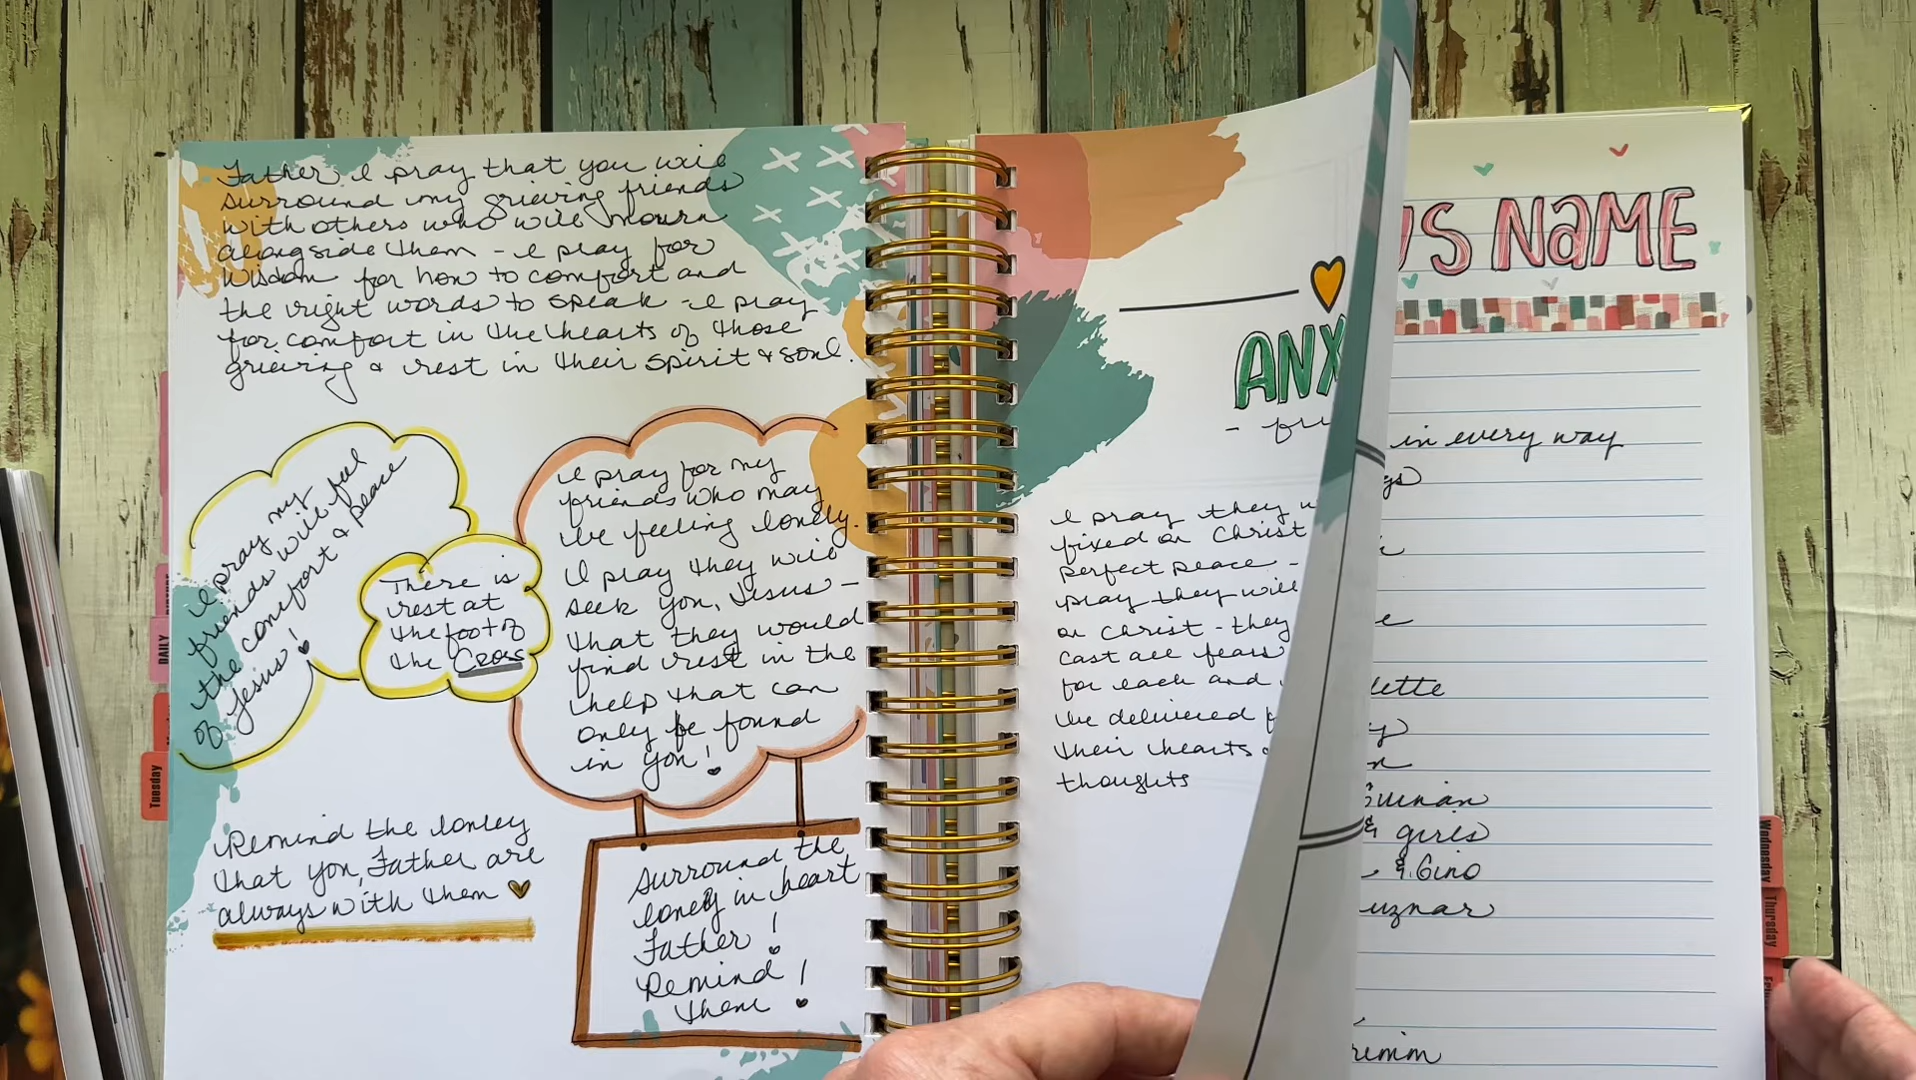 Father I pray that you will
surround my grieving friends
with others who will mourn
alongside them - I pray for
wisdom for how to comfort and
the right words to speak - I pray
for comfort in the hearts of those
grieving & rest in their spirit & soul.
I pray my
friends will feel
the comfort & peace
of Jesus!
There is
rest at
the foot of
the Cross
I pray for my
friends who may
be feeling lonely.
I pray they will
seek you, Jesus -
that they would
find rest in the
help that can
only be found
in you!
Remind the lonley
that you, Father are
always with them
Surround the
lonely in heart
Father!
Remind
them!
ANX
I pray they
fixed on Christ
perfect peace -
pray they will
on Christ - they
cast all fears
for each and
be delivered
their hearts
thoughts
US NAME
in every way
& girls
& Gino
Tuesday
DAILY
Wednesday
Thursday